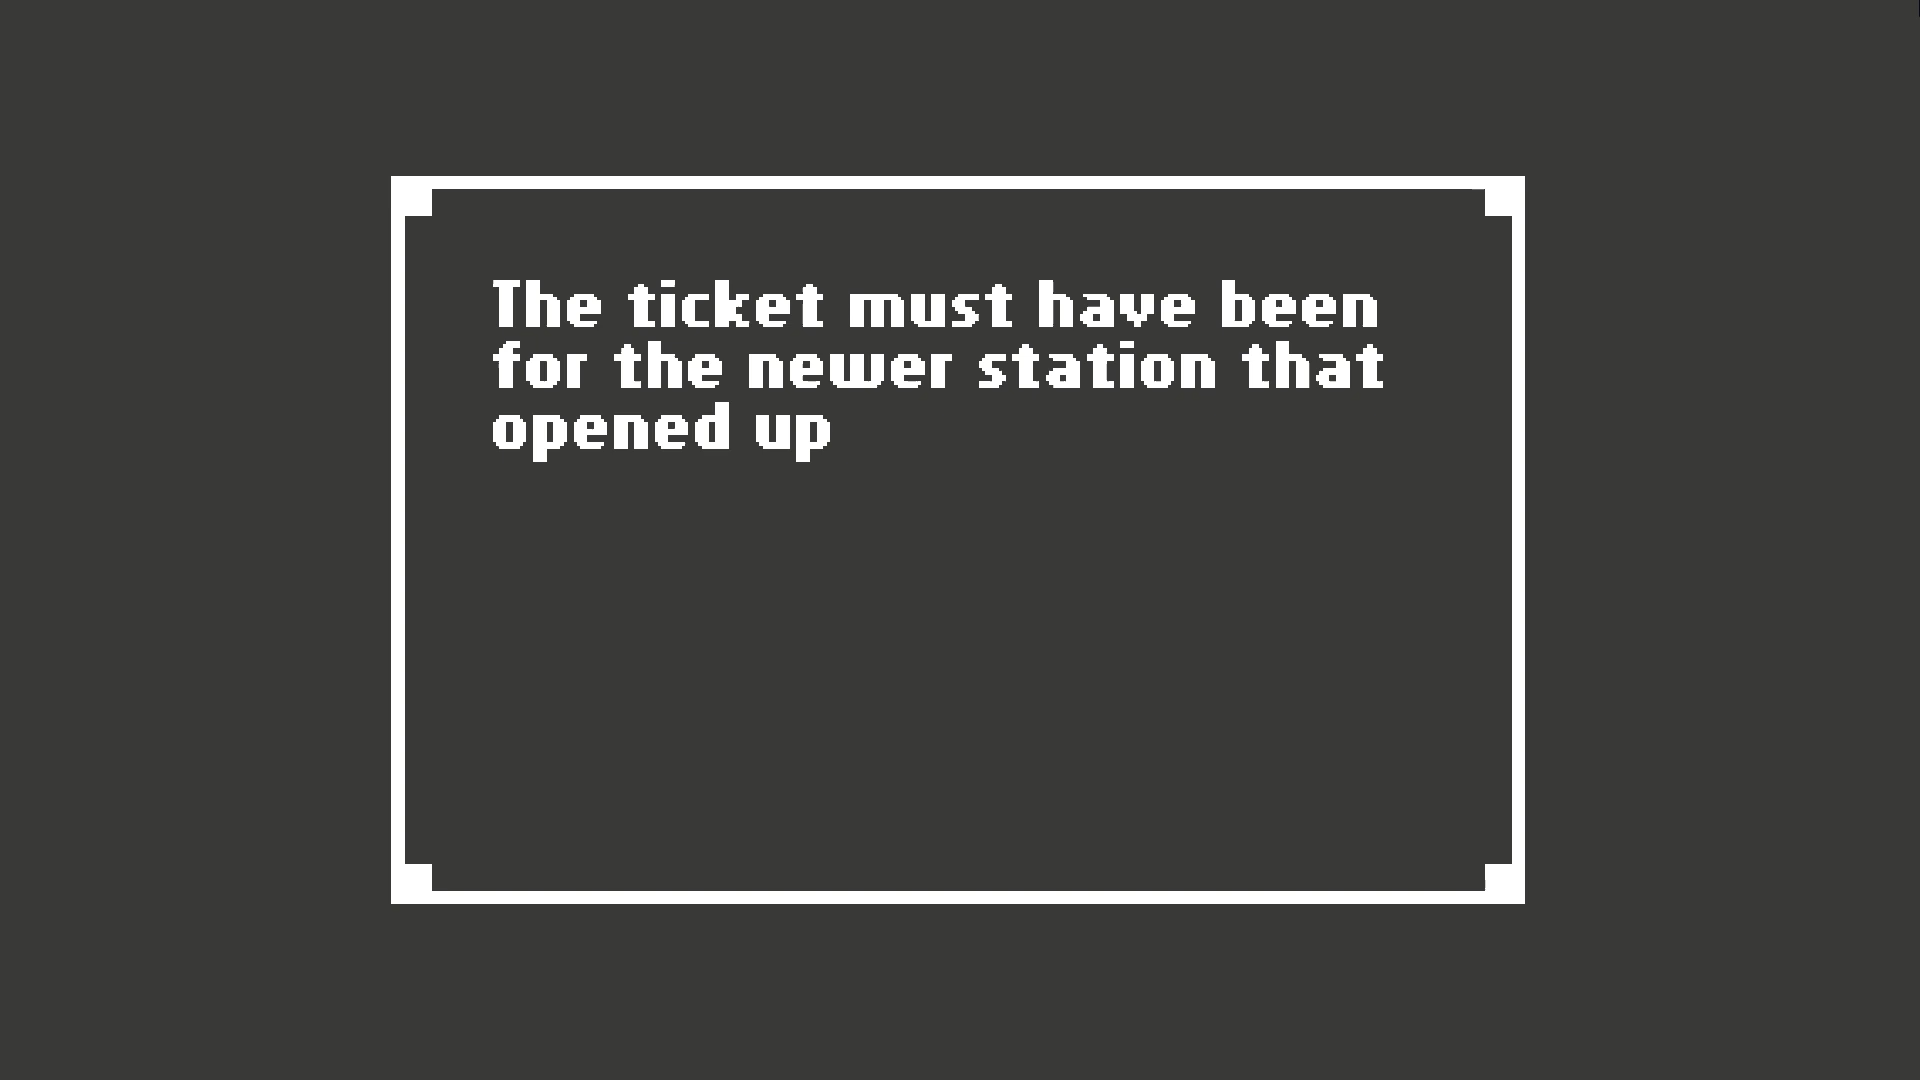 The ticket must have been
for the newer station that
opened up